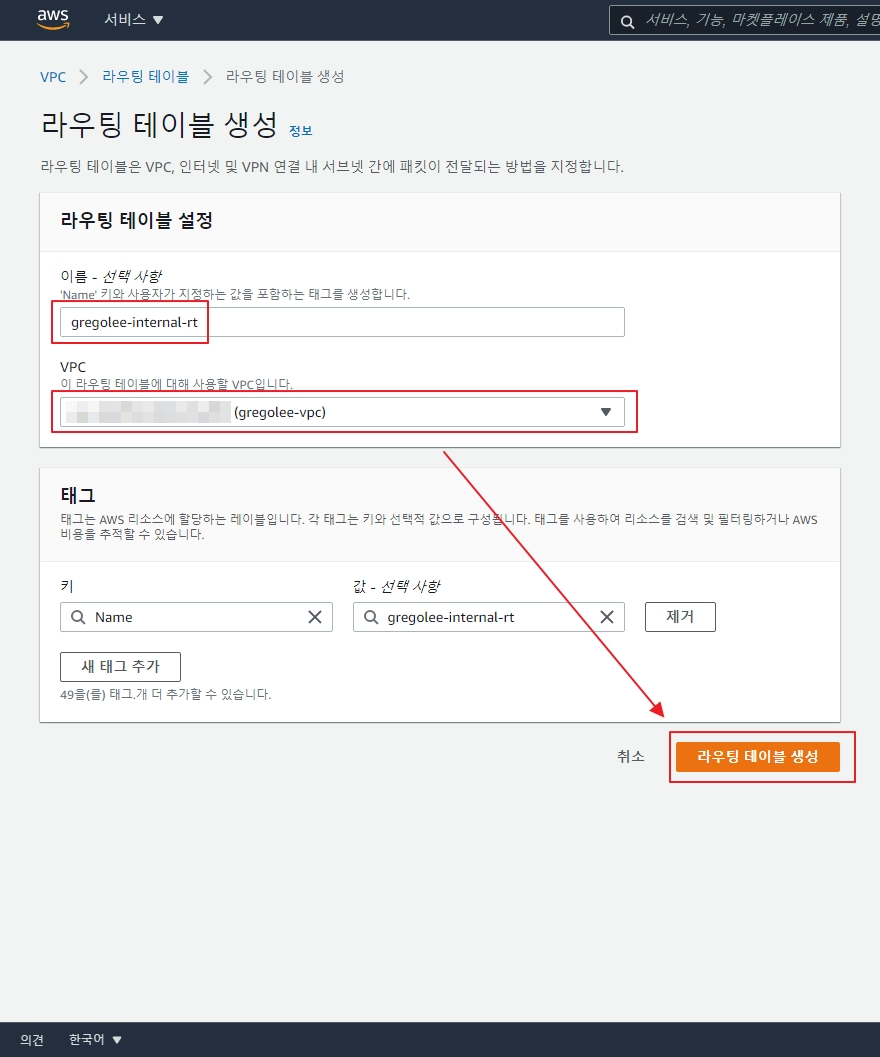 aws 서비스 서비스, 기능, 마켓플레이스 제품, 설명
VPC 라우팅 테이블 라우팅 테이블 생성
라우팅 테이블 생성 정보
라우팅 테이블은 VPC, 인터넷 및 VPN 연결 내 서브넷 간에 패킷이 전달되는 방법을 지정합니다.
라우팅 테이블 설정
이름 - 선택 사항
'Name' 키와 사용자가 지정하는 값을 포함하는 태그를 생성합니다.
gregolee-internal-rt
VPC
이 라우팅 테이블에 대해 사용할 VPC입니다.
(gregolee-vpc)
태그
태그는 AWS 리소스에 할당하는 레이블입니다. 각 태그는 키와 선택적 값으로 구성됩니다. 태그를 사용하여 리소스를 검색 및 필터링하거나 AWS
비용을 추적할 수 있습니다.
키 값 - 선택 사항
Name gregolee-internal-rt 제거
새 태그 추가
49을(를) 태그.개 더 추가할 수 있습니다.
취소 라우팅 테이블 생성
의견 한국어